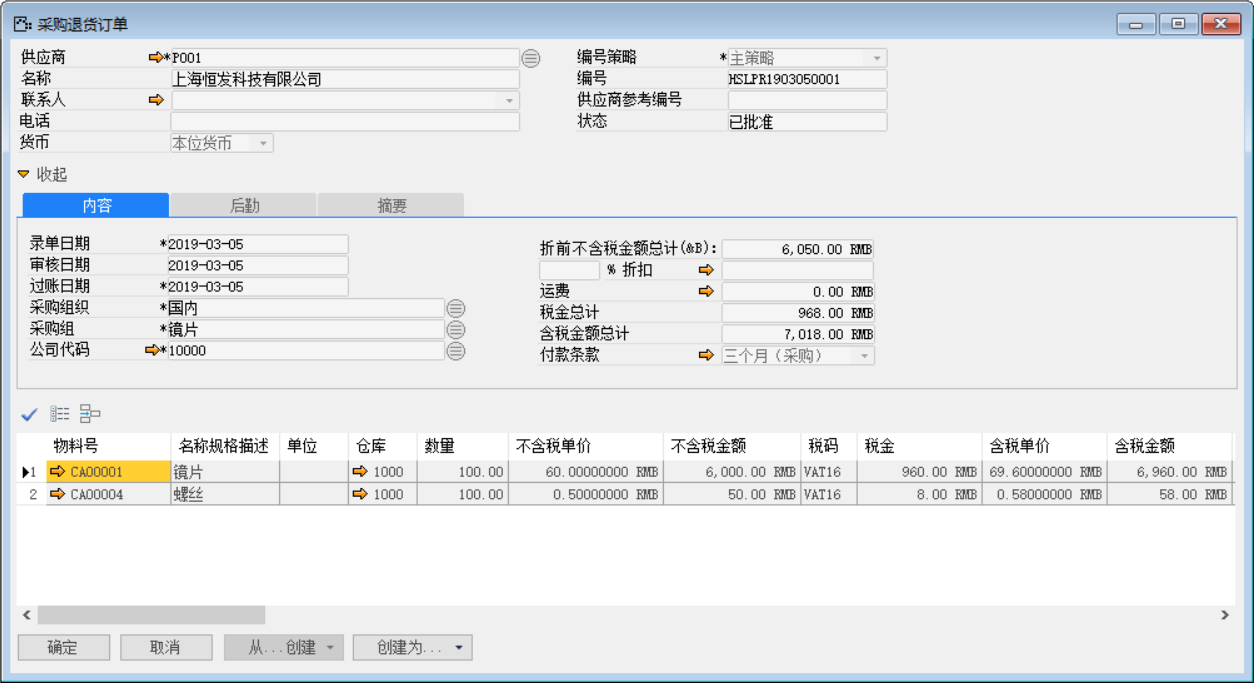 采购退货订单
供应商 *P001 编号策略 *主策略
名称 上海恒发科技有限公司 编号 HSLPR1903050001
联系人 供应商参考编号
电话 状态 已批准
货币 本位货币
收起
内容 后勤 摘要
录单日期 *2019-03-05 折前不含税金额总计(&B): 6,050.00 RMB
审核日期 2019-03-05 % 折扣
过账日期 *2019-03-05 运费 0.00 RMB
采购组织 *国内 税金总计 968.00 RMB
采购组 *镜片 含税金额总计 7,018.00 RMB
公司代码 *10000 付款条款 三个月（采购）
物料号 名称规格描述 单位 仓库 数量 不含税单价 不含税金额 税码 税金 含税单价 含税金额
1 CA00001 镜片 1000 100.00 60.00000000 RMB 6,000.00 RMB VAT16 960.00 RMB 69.60000000 RMB 6,960.00 RMB
2 CA00004 螺丝 1000 100.00 0.50000000 RMB 50.00 RMB VAT16 8.00 RMB 0.58000000 RMB 58.00 RMB
确定 取消 从...创建 创建为...